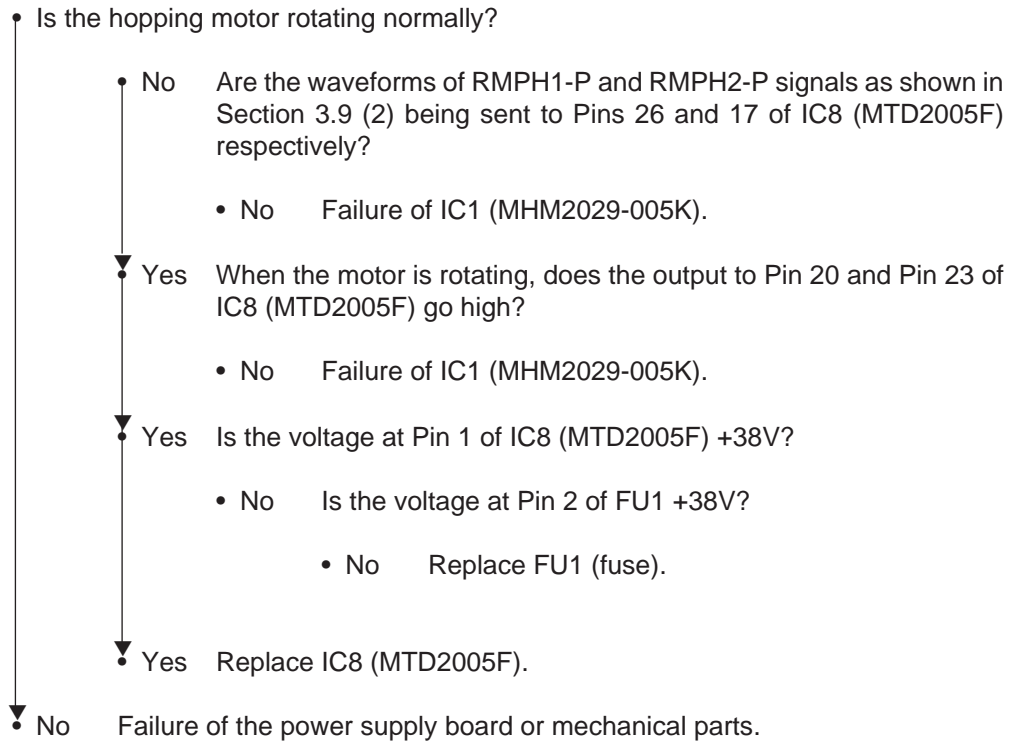 • Is the hopping motor rotating normally?
• No Are the waveforms of RMPH1-P and RMPH2-P signals as shown in
Section 3.9 (2) being sent to Pins 26 and 17 of IC8 (MTD2005F)
respectively?
• No Failure of IC1 (MHM2029-005K).
• Yes When the motor is rotating, does the output to Pin 20 and Pin 23 of
IC8 (MTD2005F) go high?
• No Failure of IC1 (MHM2029-005K).
• Yes Is the voltage at Pin 1 of IC8 (MTD2005F) +38V?
• No Is the voltage at Pin 2 of FU1 +38V?
• No Replace FU1 (fuse).
• Yes Replace IC8 (MTD2005F).
• No Failure of the power supply board or mechanical parts.